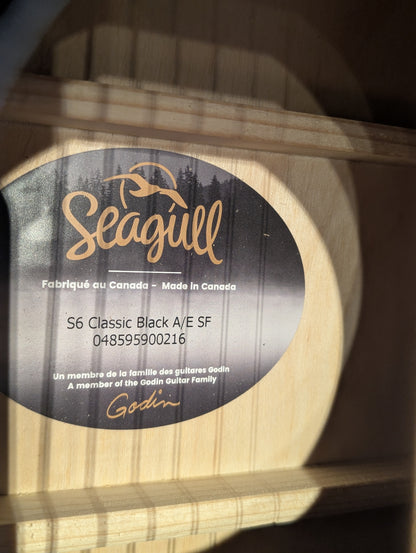 Seagull
Fabriqué au Canada - Made in Canada
S6 Classic Black A/E SF
048595900216
Un membre de la famille des guitares Godin
A member of the Godin Guitar Family
Godin